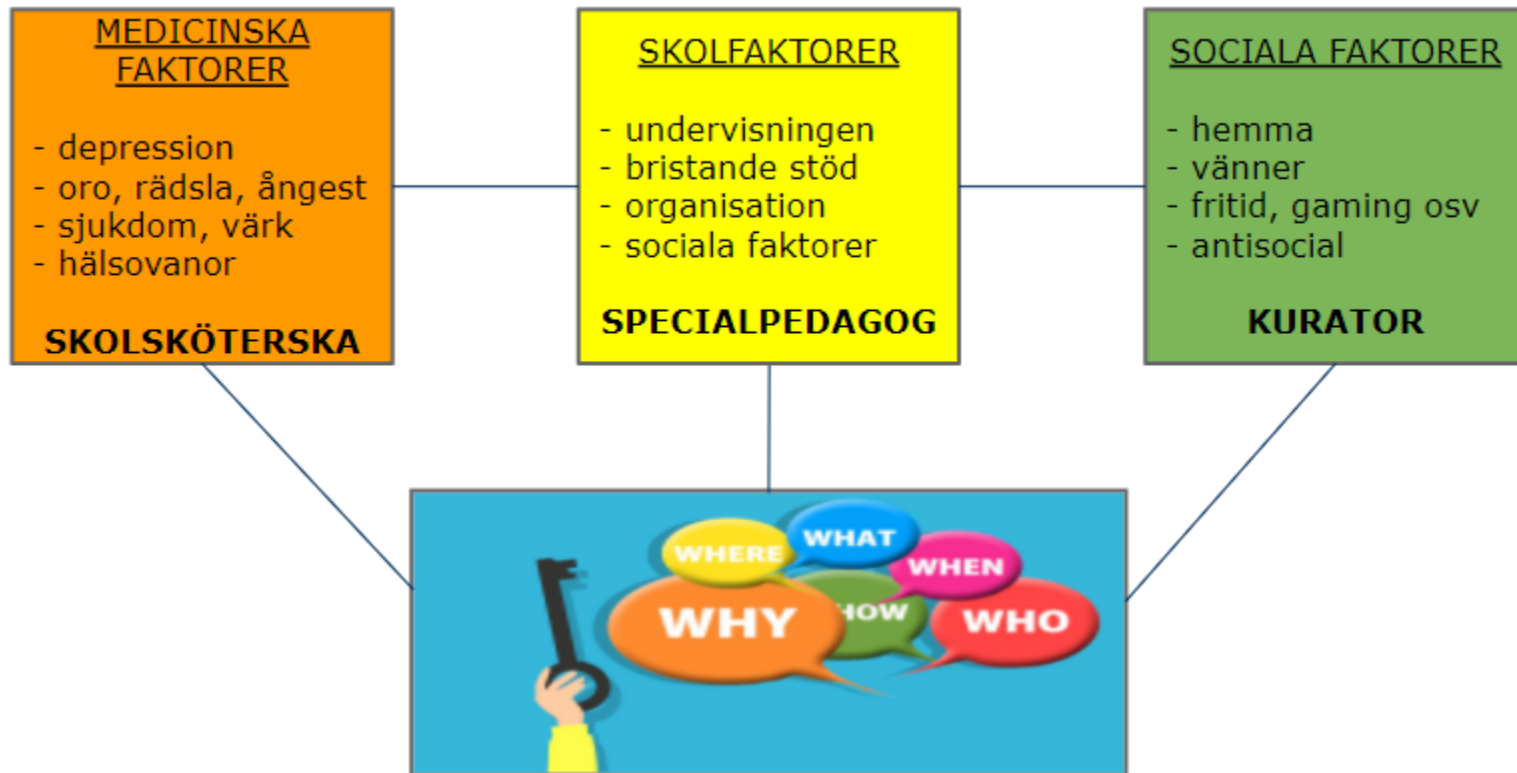 MEDICINSKA
FAKTORER
- depression
- oro, rädsla, ångest
- sjukdom, värk
- hälsovanor
SKOLSKÖTERSKA
SKOLFAKTORER
- undervisningen
- bristande stöd
- organisation
- sociala faktorer
SPECIALPEDAGOG
SOCIALA FAKTORER
- hemma
- vänner
- fritid, gaming osv
- antisocial
KURATOR
WHERE
WHAT
WHEN
WHY
HOW
WHO